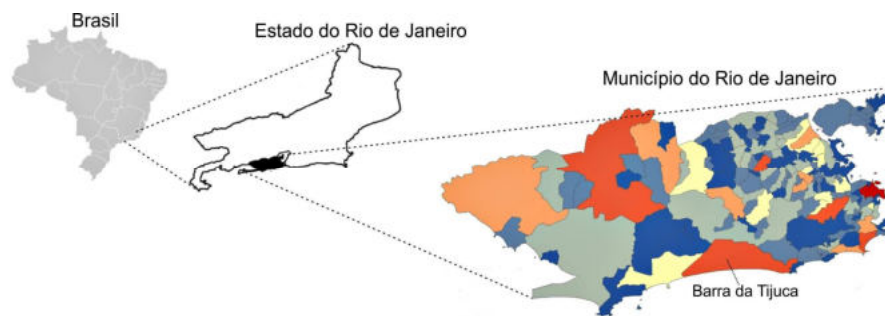 Brasil
Estado do Rio de Janeiro
Município do Rio de Janeiro
Barra da Tijuca